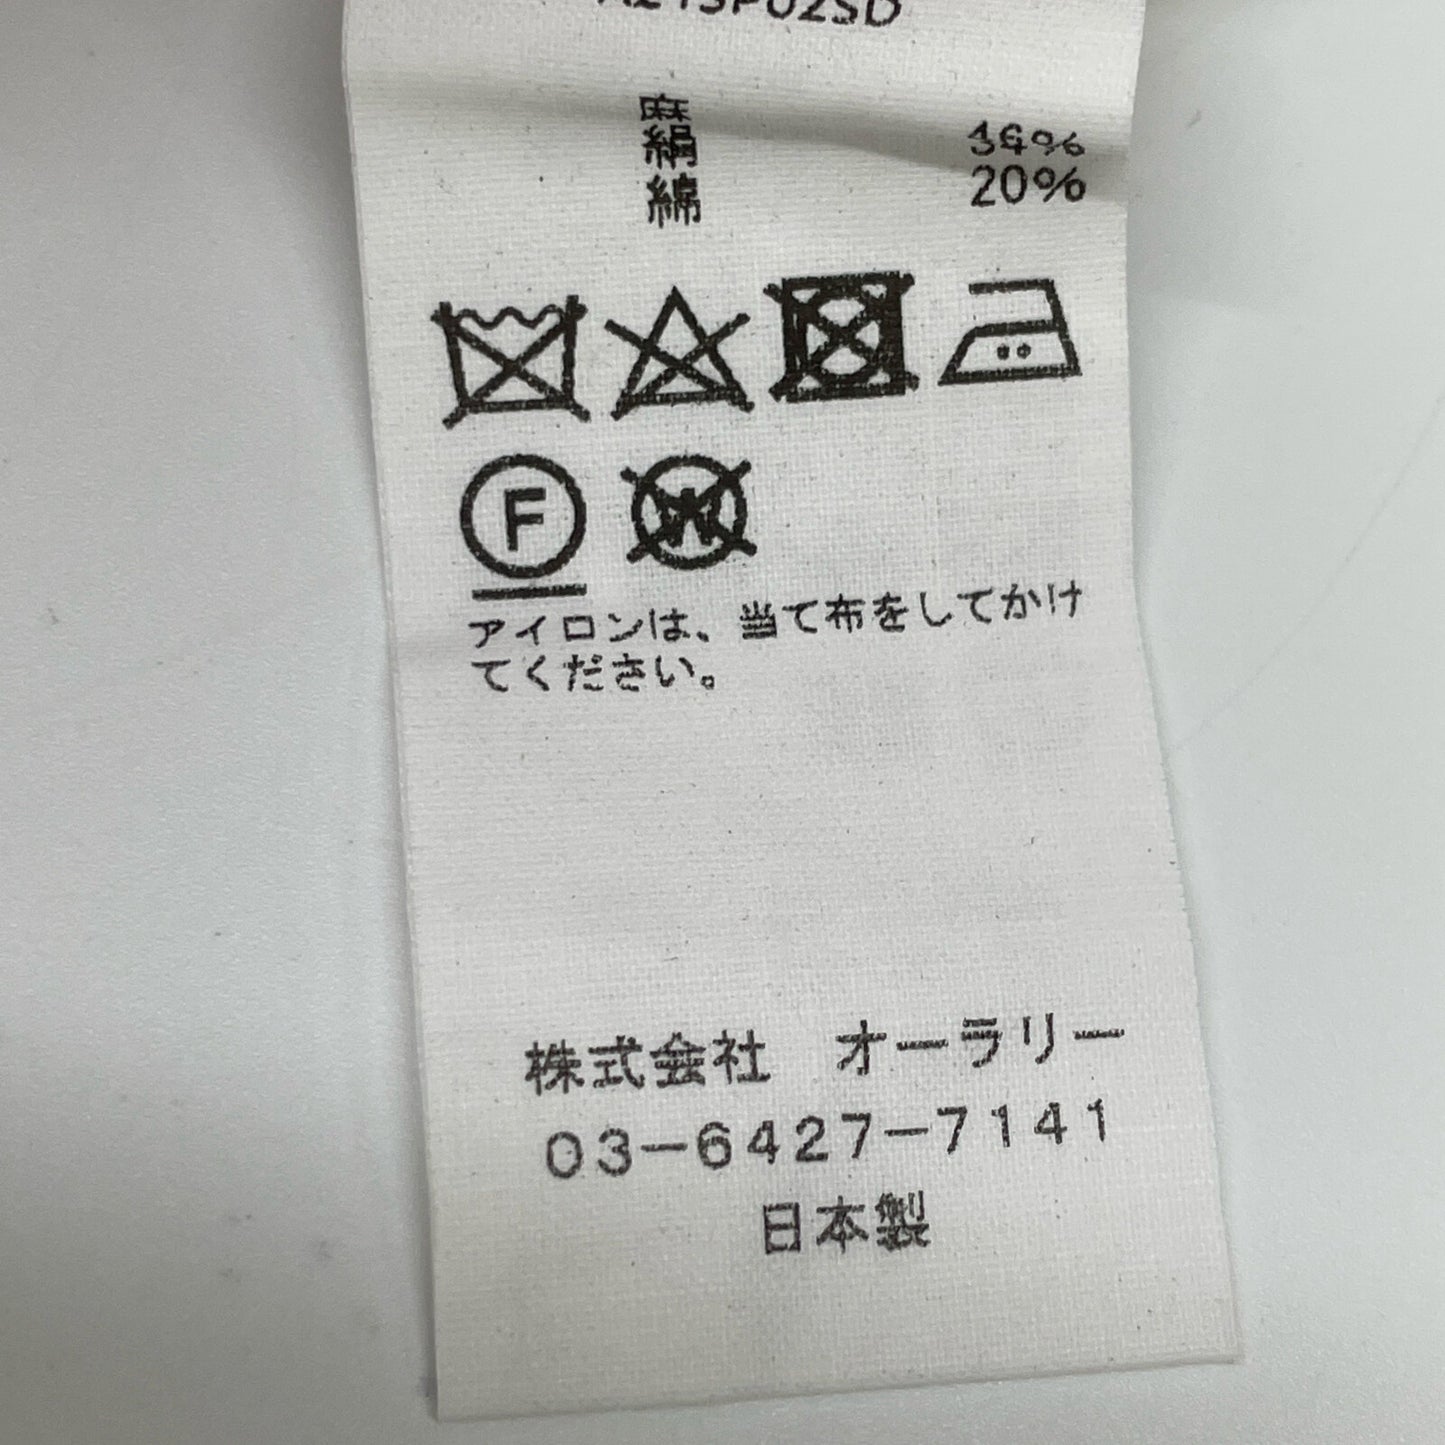 麻
絹
綿 20%
F
W
アイロンは、当て布をしてかけ
てください。
株式会社 オーラリー
03-6427-7141
日本製